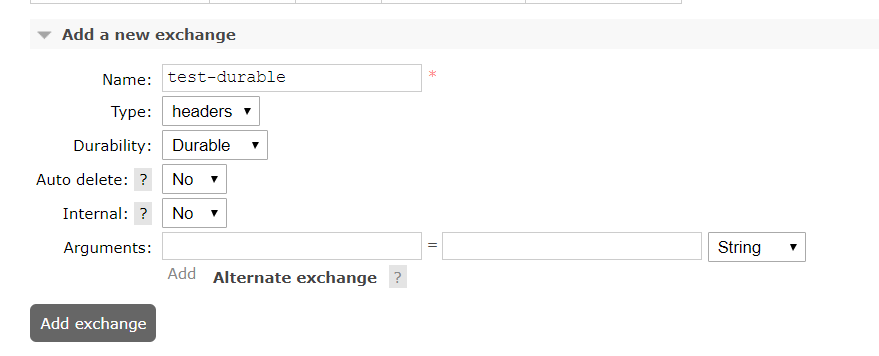 Add a new exchange
Name: test-durable *
Type: headers
Durability: Durable
Auto delete: ? No
Internal: ? No
Arguments: = String
Add Alternate exchange ?
Add exchange